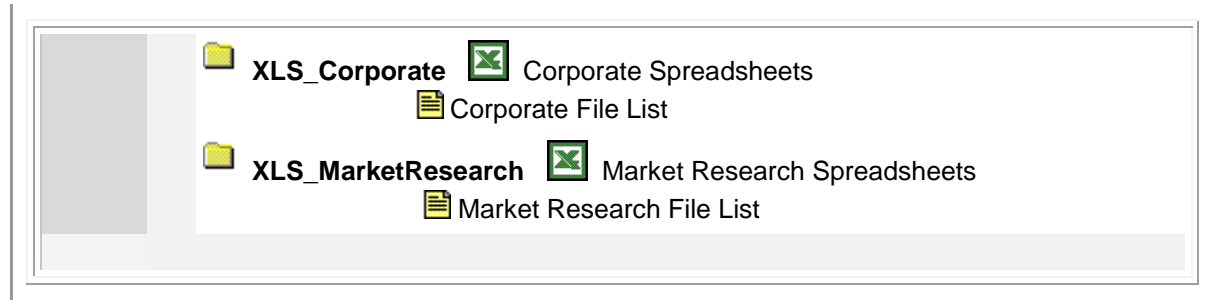 XLS_Corporate Corporate Spreadsheets
Corporate File List
XLS_MarketResearch Market Research Spreadsheets
Market Research File List